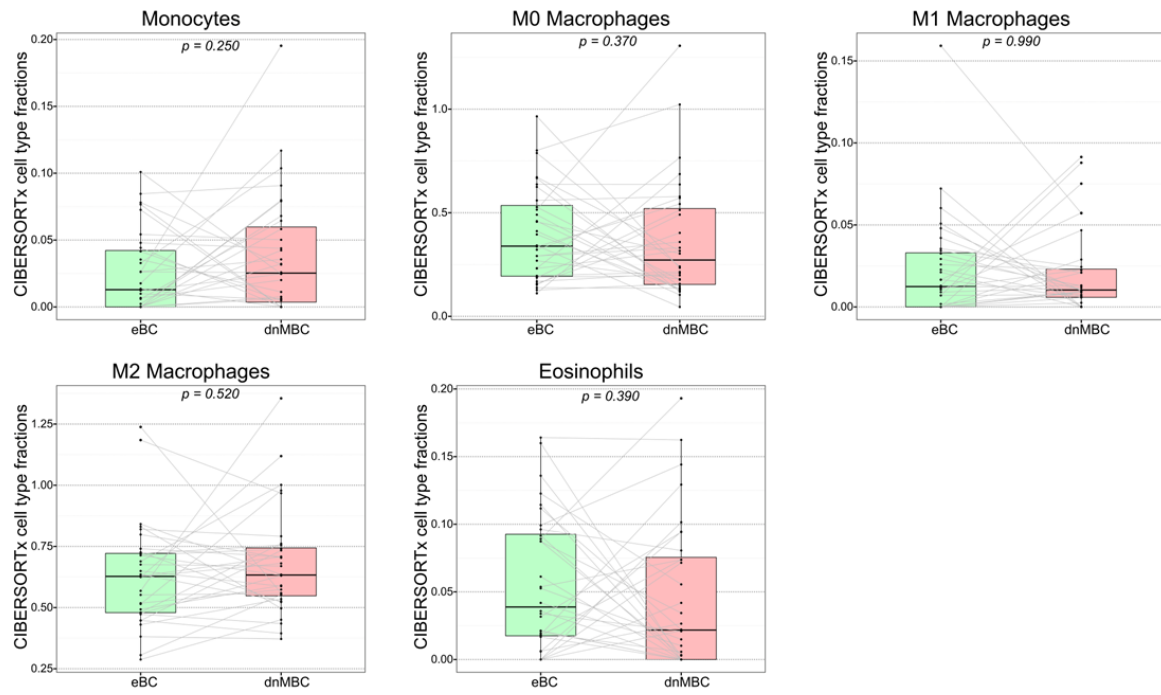 Monocytes
p = 0.250
CIBERSORTx cell type fractions
0.20
0.15
0.10
0.05
0.00
eBC
dnMBC
M0 Macrophages
p = 0.370
CIBERSORTx cell type fractions
1.0
0.5
0.0
eBC
dnMBC
M1 Macrophages
p = 0.990
CIBERSORTx cell type fractions
0.15
0.10
0.05
0.00
eBC
dnMBC
M2 Macrophages
p = 0.520
CIBERSORTx cell type fractions
1.25
1.00
0.75
0.50
0.25
eBC
dnMBC
Eosinophils
p = 0.390
CIBERSORTx cell type fractions
0.20
0.15
0.10
0.05
0.00
eBC
dnMBC